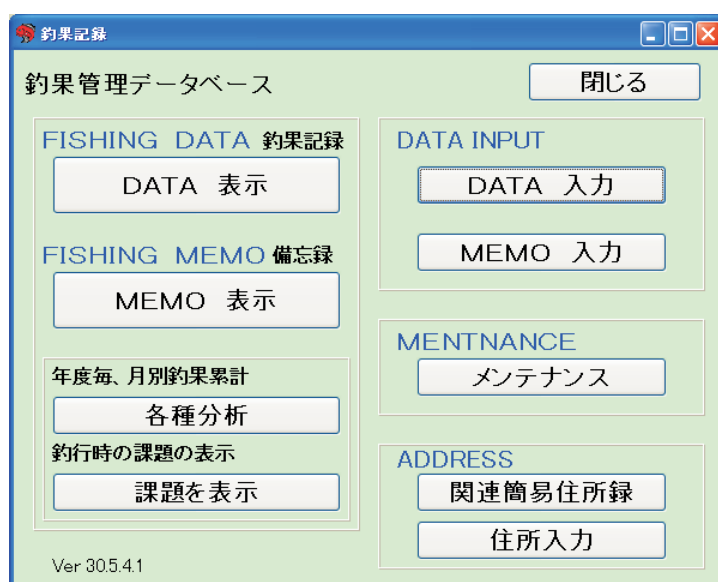 釣果記録
釣果管理データベース
閉じる
FISHING DATA 釣果記録
DATA 表示
FISHING MEMO 備忘録
MEMO 表示
年度毎、月別釣果累計
各種分析
釣行時の課題の表示
課題を表示
Ver 30.5.4.1
DATA INPUT
DATA 入力
MEMO 入力
MENTNANCE
メンテナンス
ADDRESS
関連簡易住所録
住所入力